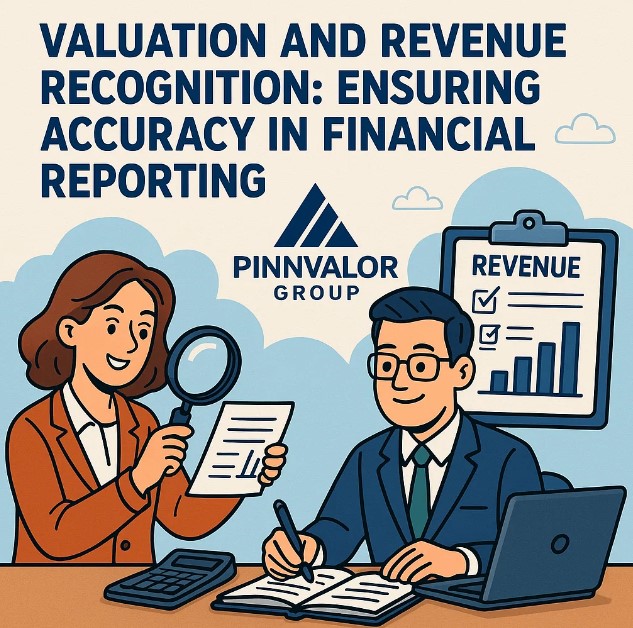 VALUATION AND REVENUE
RECOGNITION: ENSURING
ACCURACY IN FINANCIAL
REPORTING
PINNVALOR
GROUP
REVENUE